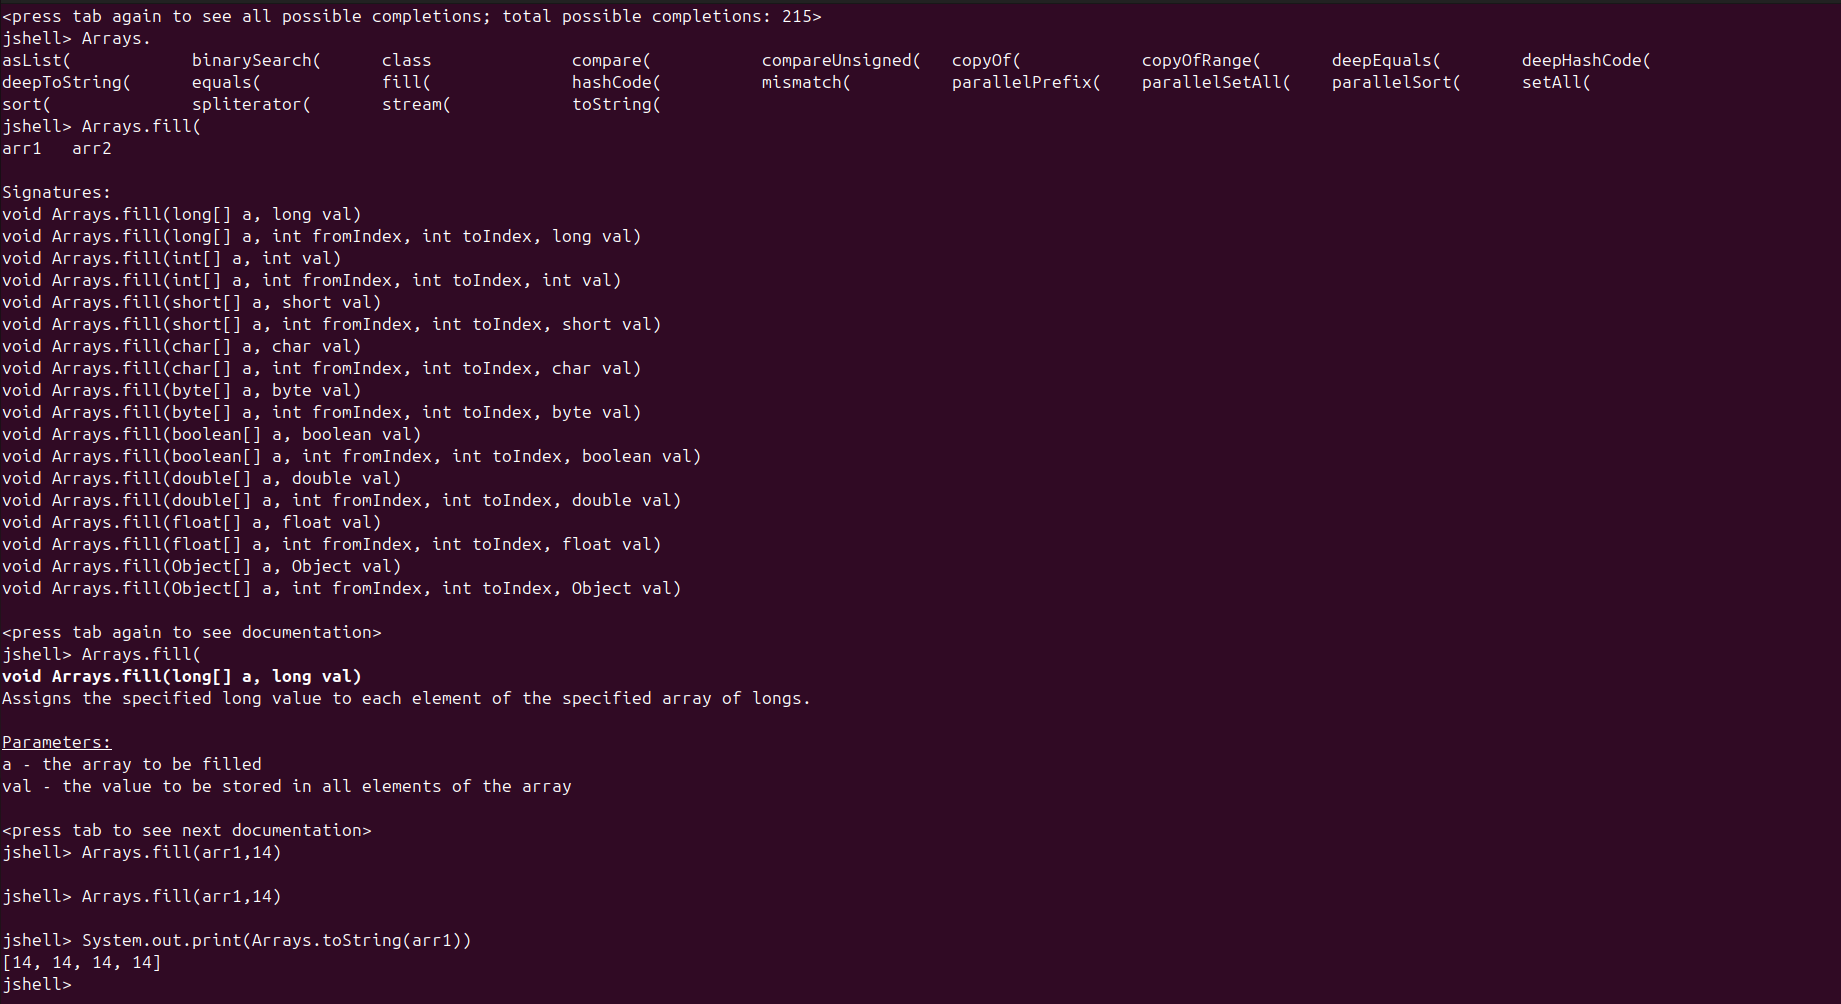 <press tab again to see all possible completions; total possible completions: 215>
jshell> Arrays.
asList( binarySearch( class compare( compareUnsigned( copyOf( copyOfRange( deepEquals( deepHashCode(
deepToString( equals( fill( hashCode( mismatch( parallelPrefix( parallelSetAll( parallelSort( setAll(
sort( spliterator( stream( toString(
jshell> Arrays.fill(
arr1 arr2
Signatures:
void Arrays.fill(long[] a, long val)
void Arrays.fill(long[] a, int fromIndex, int toIndex, long val)
void Arrays.fill(int[] a, int val)
void Arrays.fill(int[] a, int fromIndex, int toIndex, int val)
void Arrays.fill(short[] a, short val)
void Arrays.fill(short[] a, int fromIndex, int toIndex, short val)
void Arrays.fill(char[] a, char val)
void Arrays.fill(char[] a, int fromIndex, int toIndex, char val)
void Arrays.fill(byte[] a, byte val)
void Arrays.fill(byte[] a, int fromIndex, int toIndex, byte val)
void Arrays.fill(boolean[] a, boolean val)
void Arrays.fill(boolean[] a, int fromIndex, int toIndex, boolean val)
void Arrays.fill(double[] a, double val)
void Arrays.fill(double[] a, int fromIndex, int toIndex, double val)
void Arrays.fill(float[] a, float val)
void Arrays.fill(float[] a, int fromIndex, int toIndex, float val)
void Arrays.fill(Object[] a, Object val)
void Arrays.fill(Object[] a, int fromIndex, int toIndex, Object val)
<press tab again to see documentation>
jshell> Arrays.fill(
void Arrays.fill(long[] a, long val)
Assigns the specified long value to each element of the specified array of longs.
Parameters:
a - the array to be filled
val - the value to be stored in all elements of the array
<press tab to see next documentation>
jshell> Arrays.fill(arr1,14)
jshell> Arrays.fill(arr1,14)
jshell> System.out.print(Arrays.toString(arr1))
[14, 14, 14, 14]
jshell>